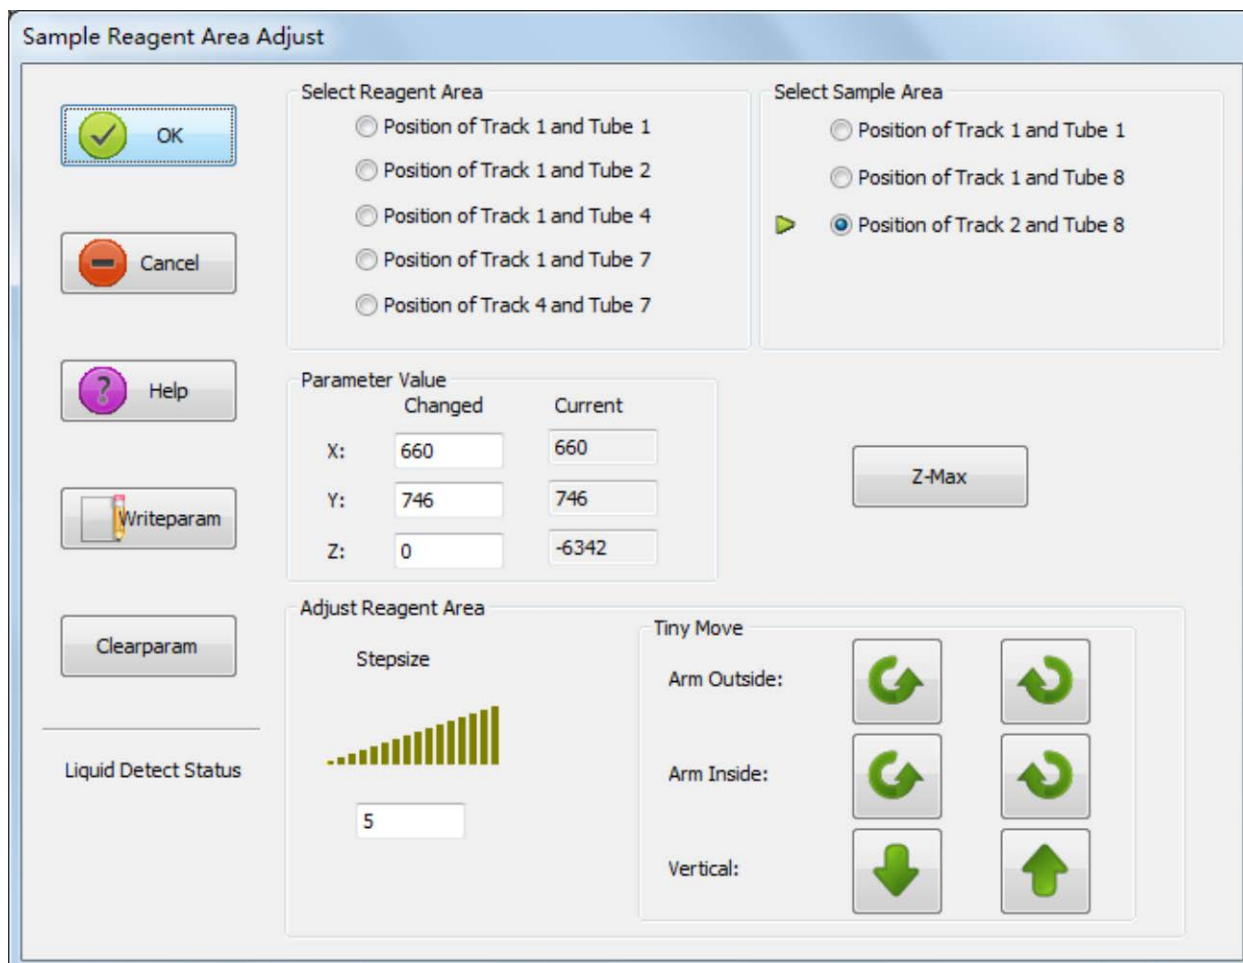 Sample Reagent Area Adjust
OK
Cancel
Help
Writeparam
Clearparam
Liquid Detect Status
Select Reagent Area
Position of Track 1 and Tube 1
Position of Track 1 and Tube 2
Position of Track 1 and Tube 4
Position of Track 1 and Tube 7
Position of Track 4 and Tube 7
Select Sample Area
Position of Track 1 and Tube 1
Position of Track 1 and Tube 8
Position of Track 2 and Tube 8
Parameter Value
Changed Current
X: 660 660
Y: 746 746
Z: 0 -6342
Z-Max
Adjust Reagent Area
Stepsize
5
Tiny Move
Arm Outside:
Arm Inside:
Vertical: